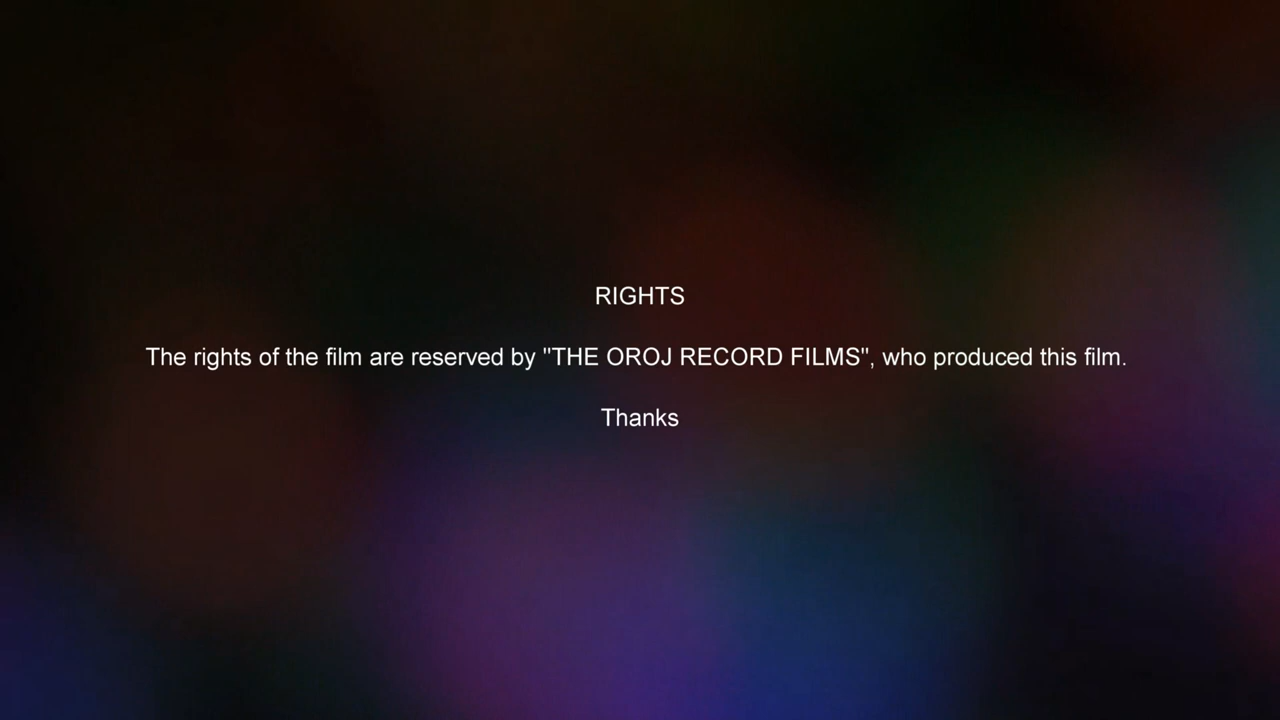 RIGHTS
The rights of the film are reserved by "THE OROJ RECORD FILMS", who produced this film.
Thanks